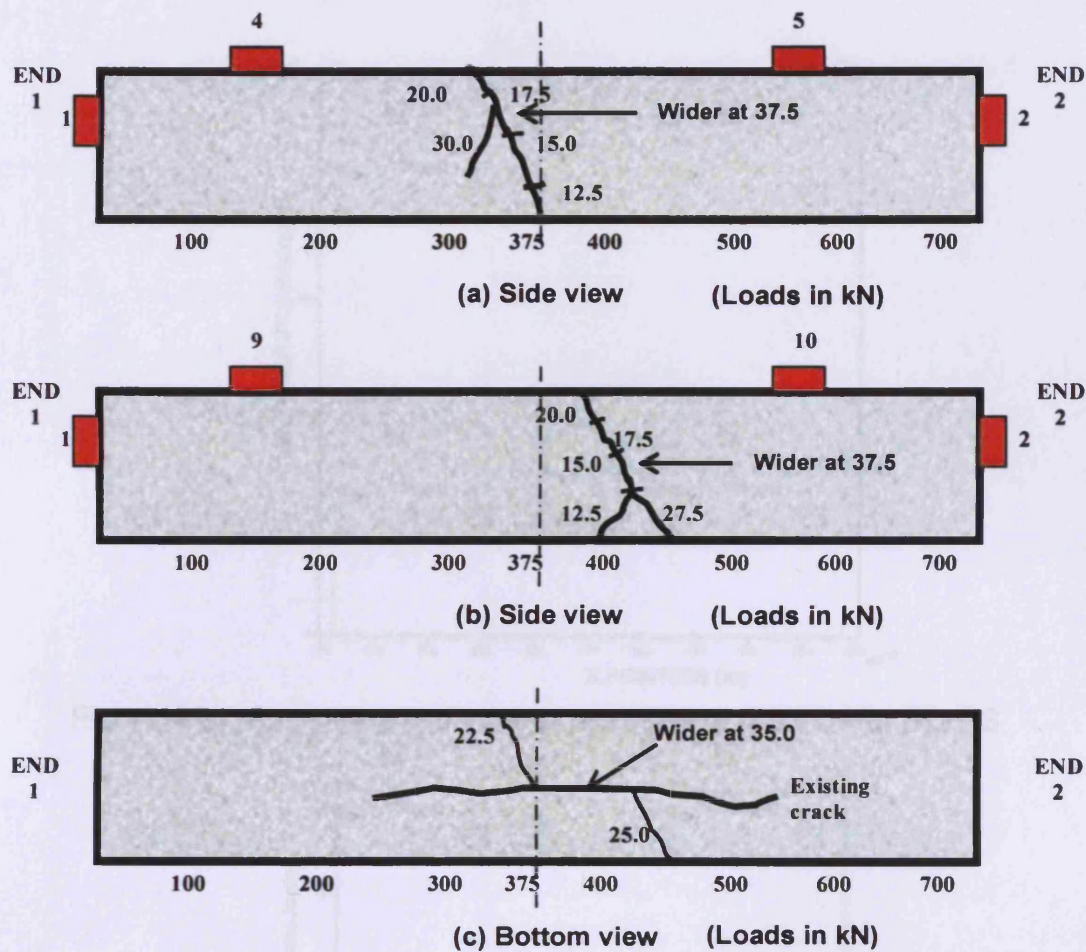 4 5
END END
1 2
1 2
20.0 17.5 Wider at 37.5
30.0 15.0
12.5
100 200 300 375 400 500 600 700
(a) Side view (Loads in kN)
9 10
END END
1 2
1 2
20.0
17.5
15.0 Wider at 37.5
12.5 27.5
100 200 300 375 400 500 600 700
(b) Side view (Loads in kN)
22.5 Wider at 35.0
END END
1 2
Existing
crack
25.0
100 200 300 375 400 500 600 700
(c) Bottom view (Loads in kN)